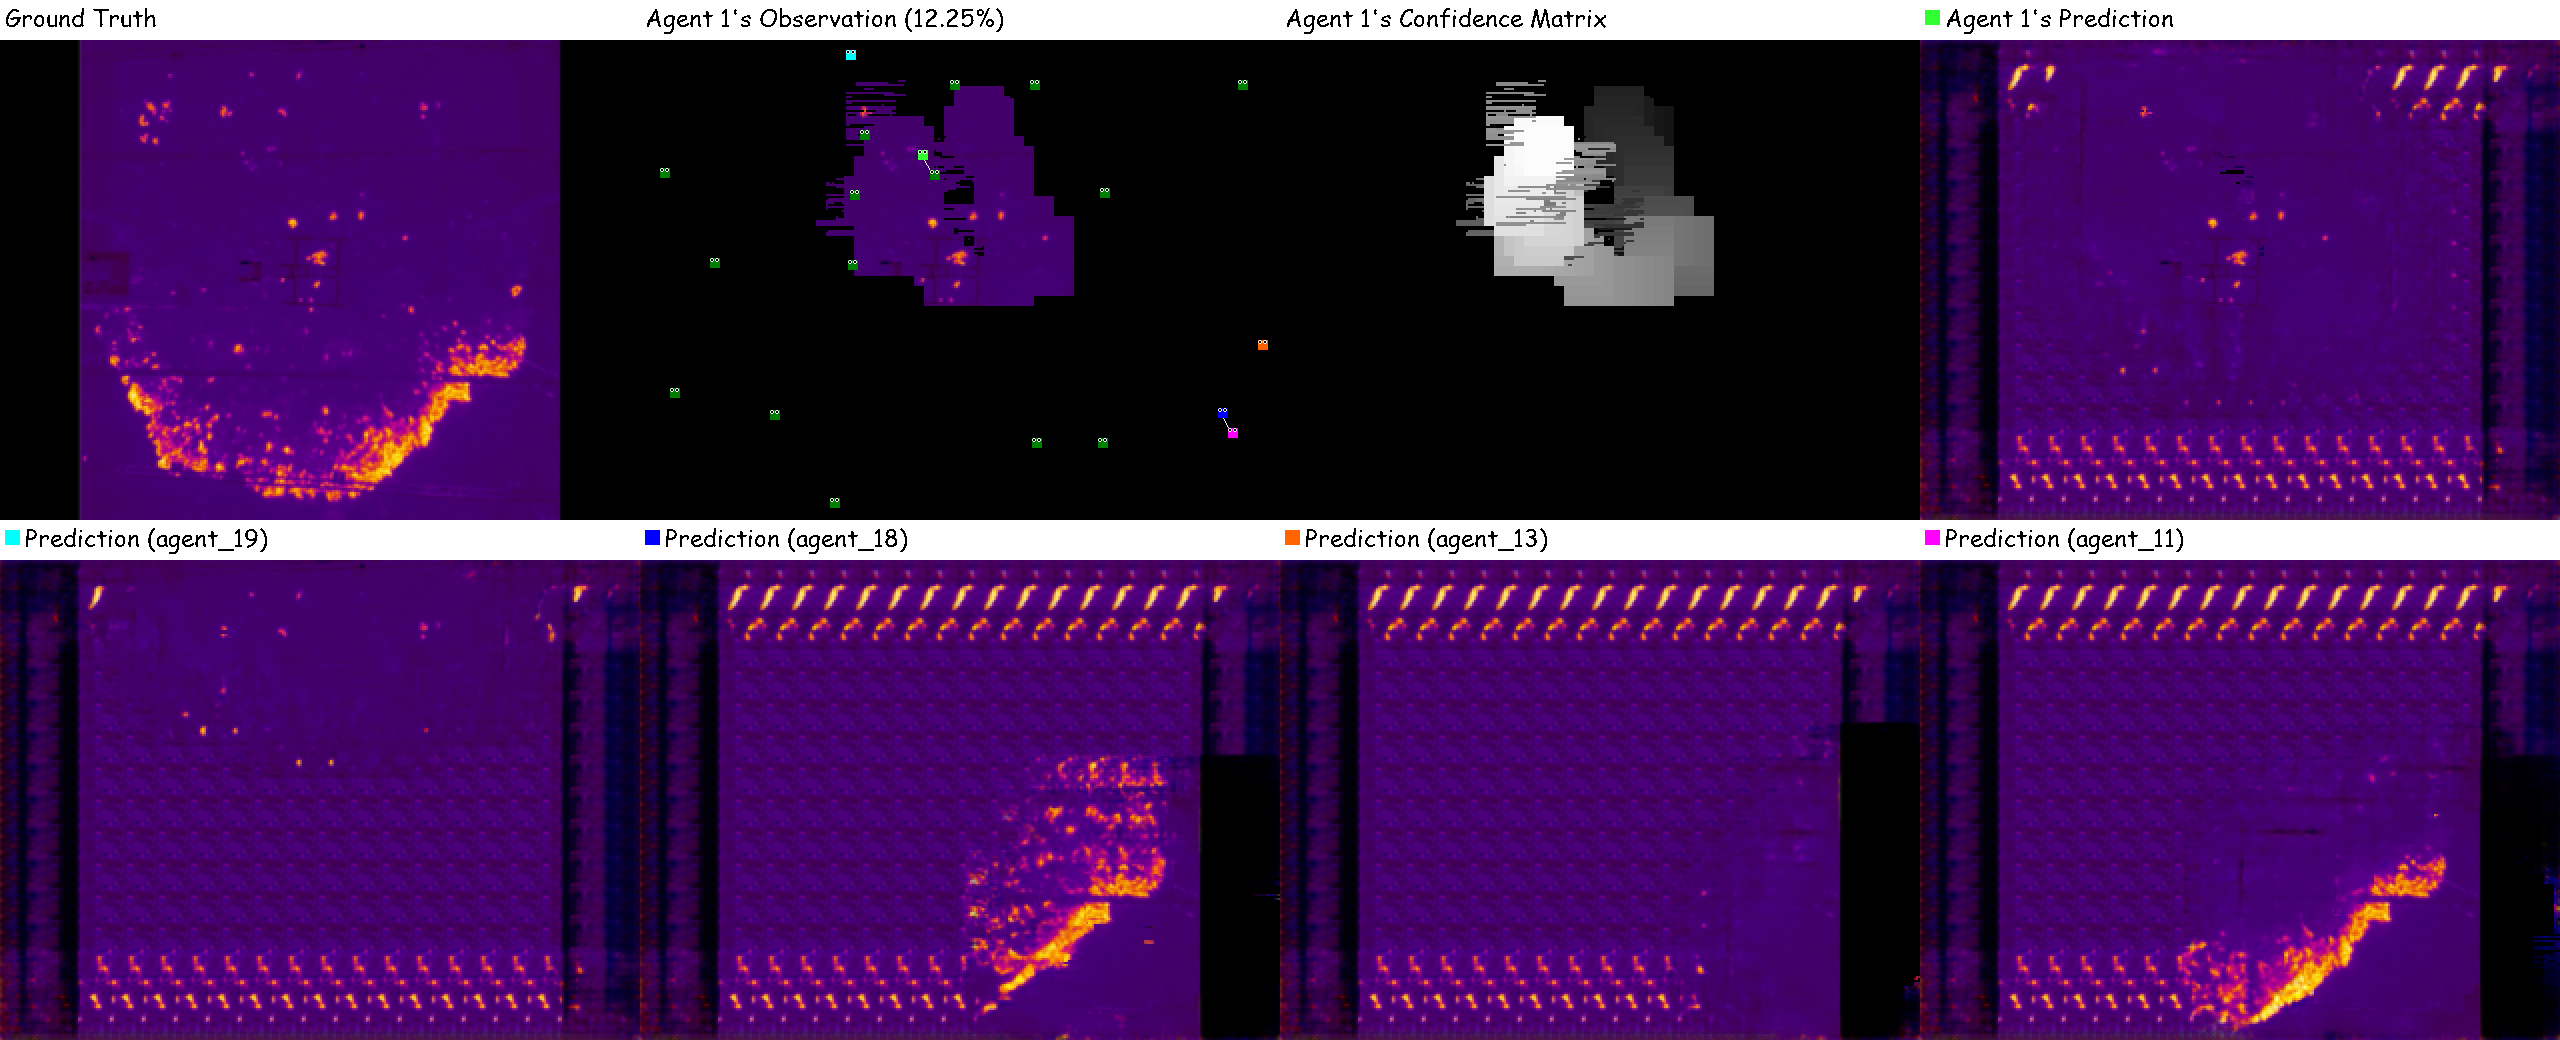 Ground Truth
Agent 1's Observation (12.25%)
Agent 1's Confidence Matrix
Agent 1's Prediction
Prediction (agent_19)
Prediction (agent_18)
Prediction (agent_13)
Prediction (agent_11)